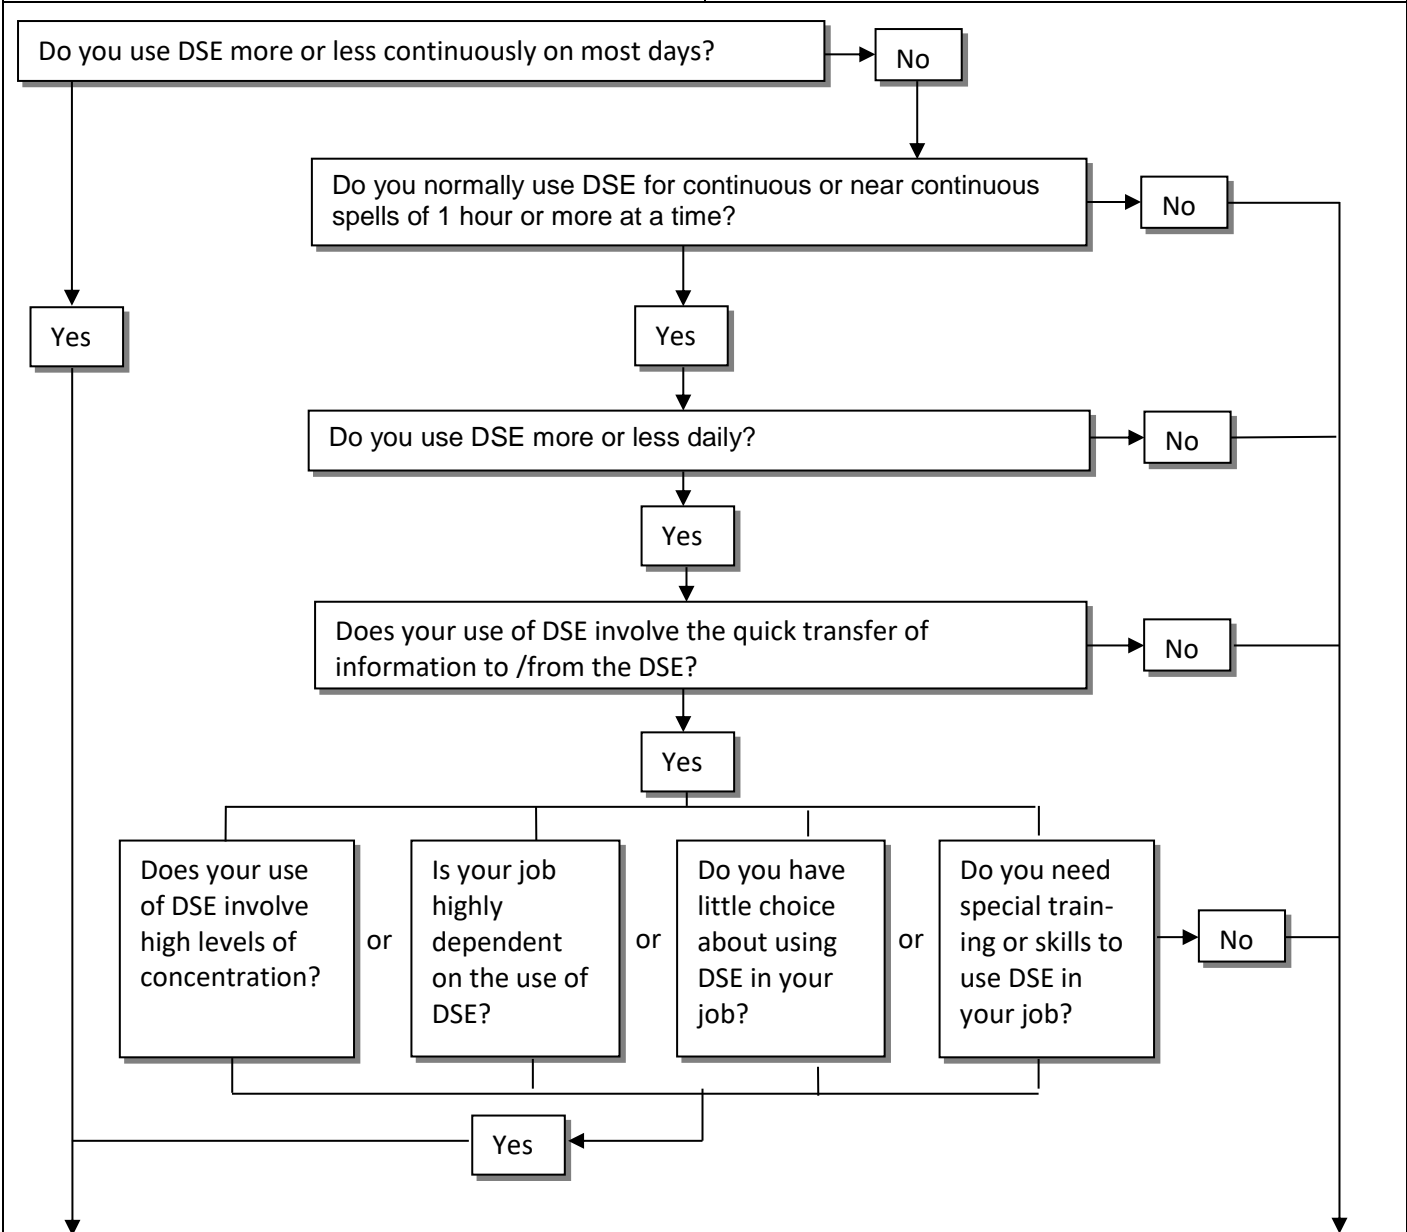 Do you use DSE more or less continuously on most days?
No
Do you normally use DSE for continuous or near continuous
spells of 1 hour or more at a time?
No
Yes
Yes
Do you use DSE more or less daily?
No
Yes
Does your use of DSE involve the quick transfer of
information to /from the DSE?
No
Yes
Does your use
of DSE involve
high levels of
concentration?
or
Is your job
highly
dependent
on the use of
DSE?
or
Do you have
little choice
about using
DSE in your
job?
or
Do you need
special train-
ing or skills to
use DSE in
your job?
No
Yes